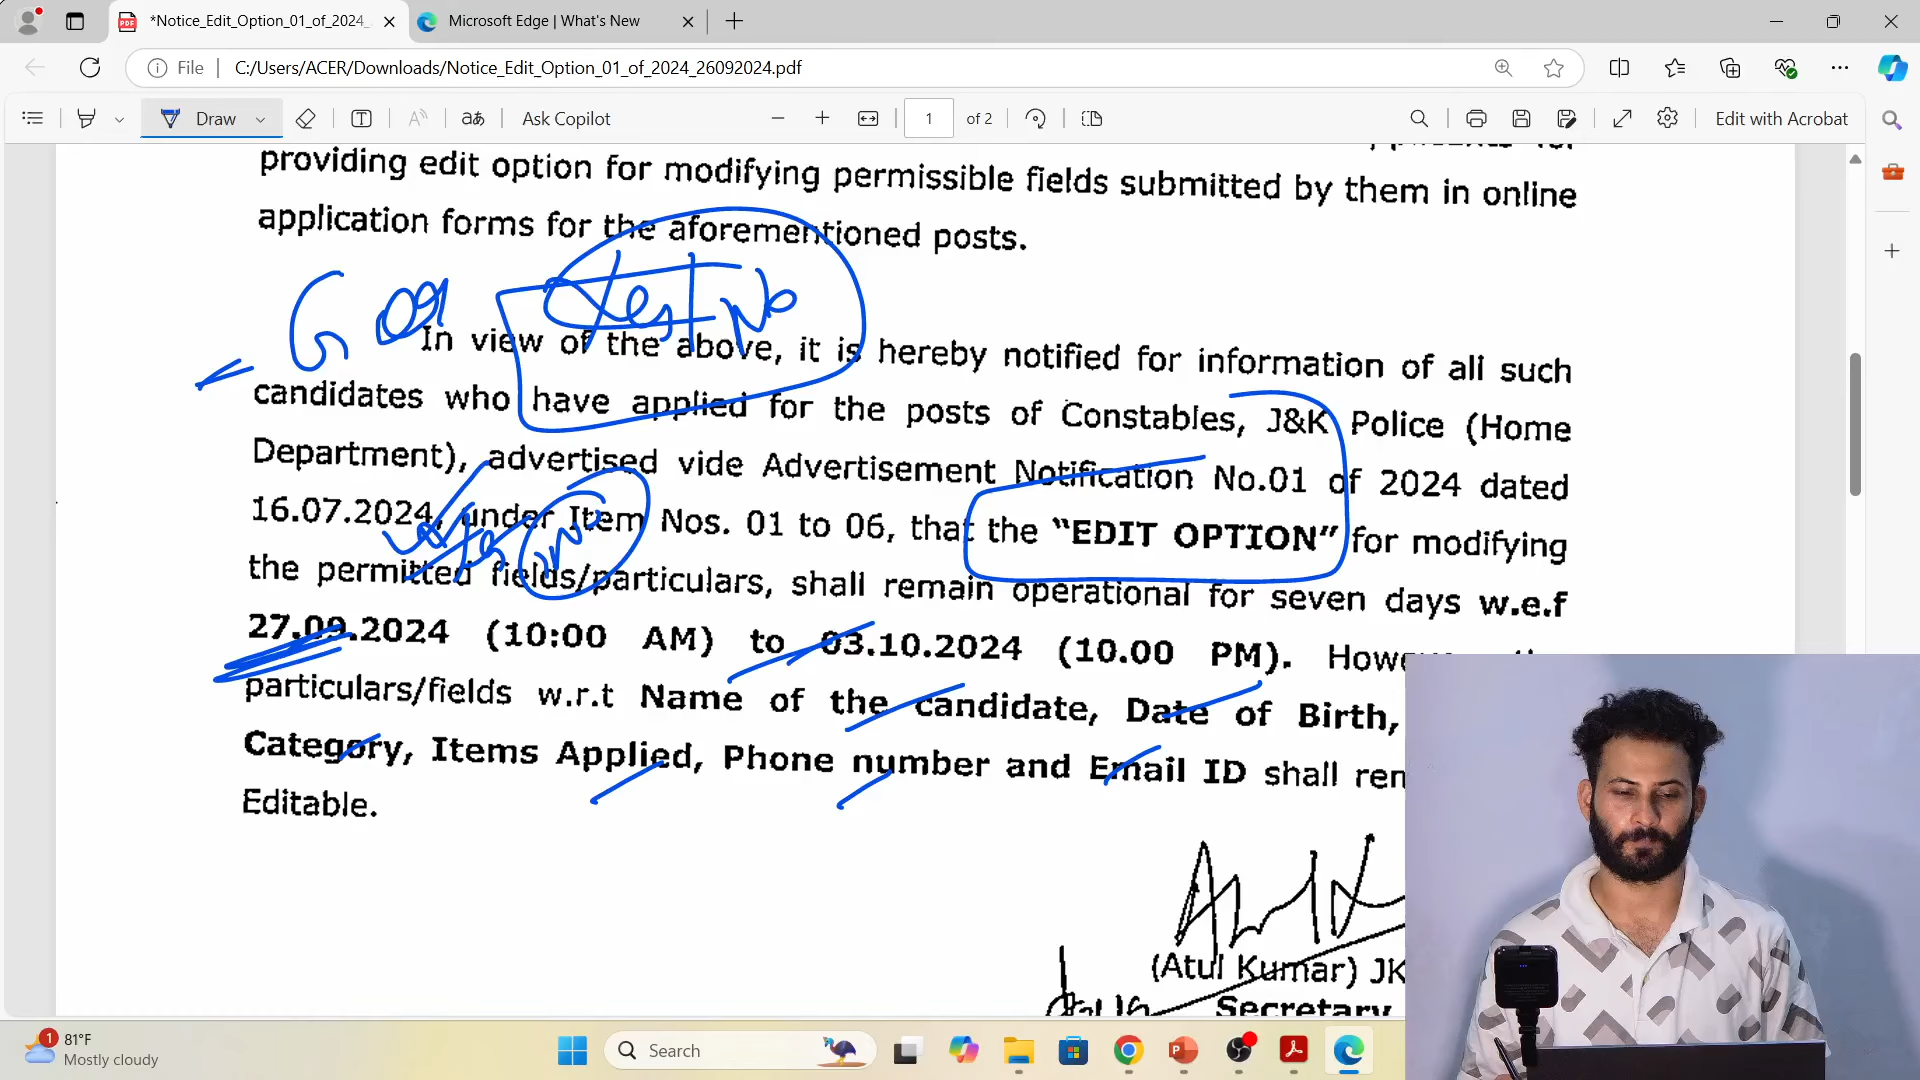 *Notice_Edit_Option_01_of_2024_
Microsoft Edge | What's New
File
C:/Users/ACER/Downloads/Notice_Edit_Option_01_of_2024_26092024.pdf
Draw
aあ
Ask Copilot
1 of 2
Edit with Acrobat
providing edit option for modifying permissible fields submitted by them in online
application forms for the aforementioned posts.
Test No
In view of the above, it is hereby notified for information of all such
candidates who have applied for the posts of Constables, J&K Police (Home
Department), advertised vide Advertisement Notification No.01 of 2024 dated
16.07.2024, under Item Nos. 01 to 06, that the "EDIT OPTION" for modifying
the permitted fields/particulars, shall remain operational for seven days w.e.f
27.09.2024 (10:00 AM) to 03.10.2024 (10.00 PM). However
particulars/fields w.r.t Name of the candidate, Date of Birth,
Category, Items Applied, Phone number and Email ID shall
Editable.
(Atul Kumar) JK
Secretary
1
81°F
Mostly cloudy
Search